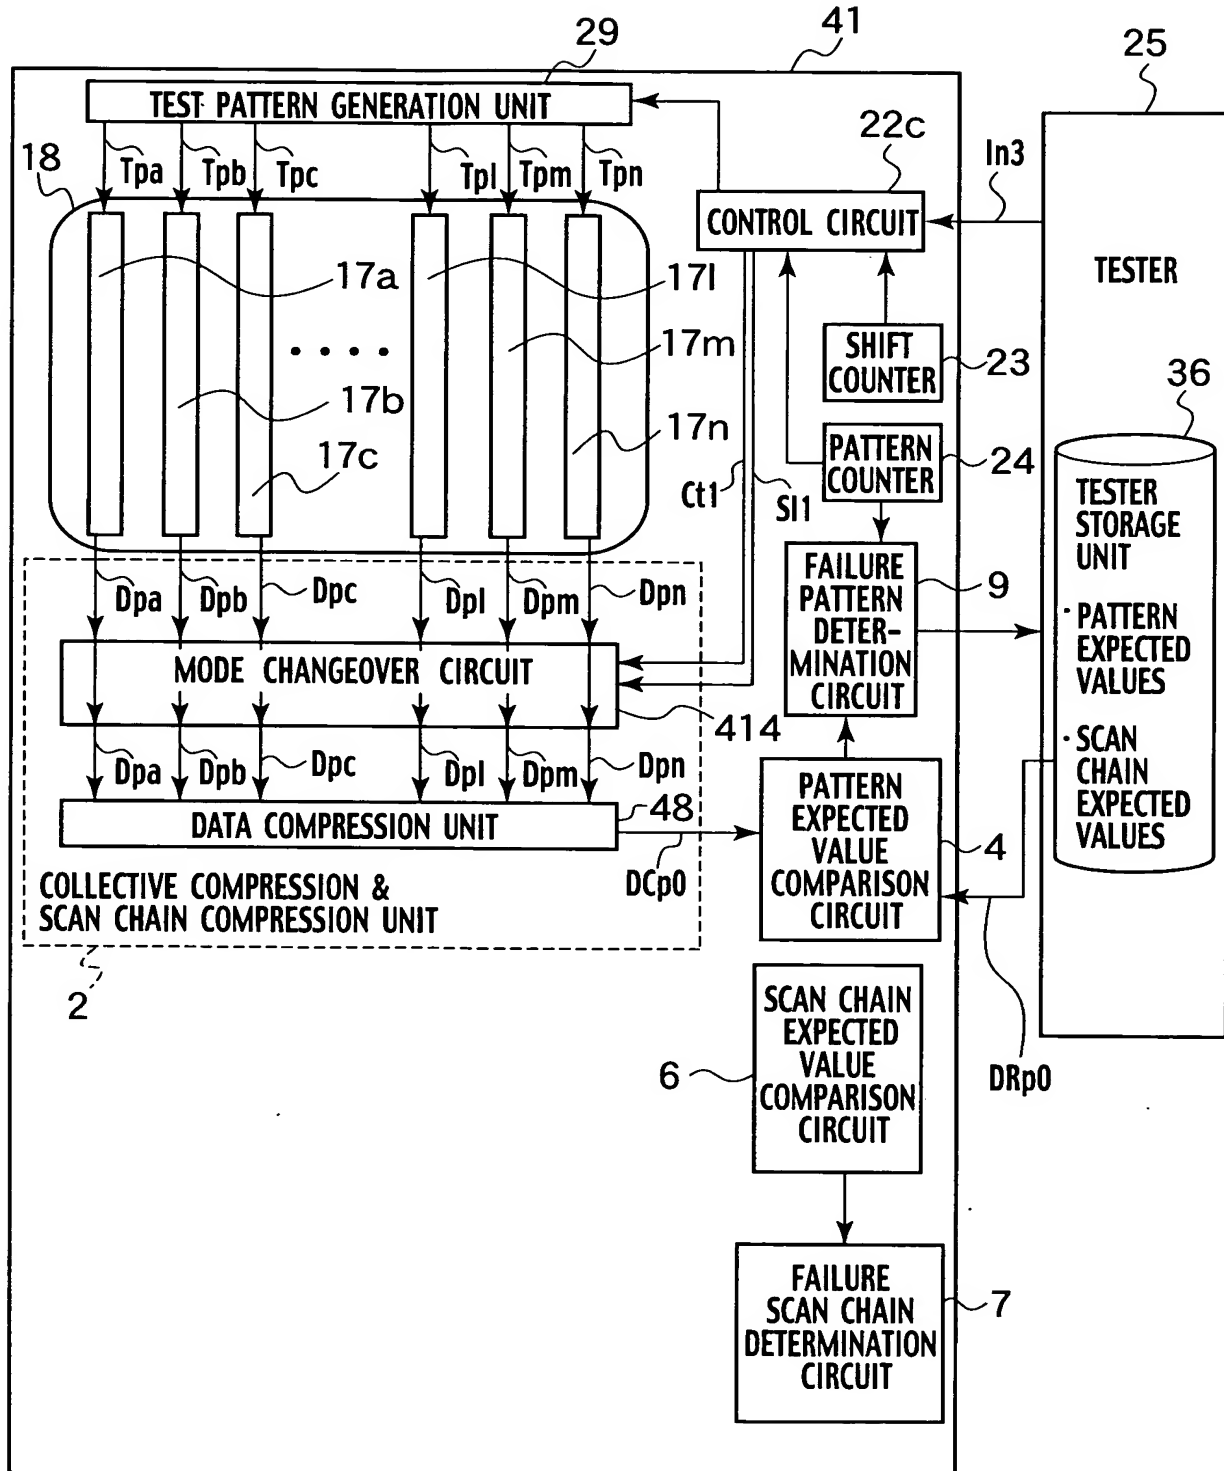 41
29
25
TEST PATTERN GENERATION UNIT
22c
In3
18
Tpa
Tpb
Tpc
Tpl
Tpm
Tpn
CONTROL CIRCUIT
TESTER
17a
17l
17m
17b
17n
17c
SHIFT
COUNTER
23
36
PATTERN
COUNTER
24
Ct1
Sl1
TESTER
STORAGE
UNIT
· PATTERN
EXPECTED
VALUES
· SCAN
CHAIN
EXPECTED
VALUES
FAILURE
PATTERN
DETER-
MINATION
CIRCUIT
9
Dpa
Dpb
Dpc
Dpl
Dpm
Dpn
MODE CHANGEOVER CIRCUIT
414
Dpa
Dpb
Dpc
Dpl
Dpm
Dpn
DATA COMPRESSION UNIT
48
DCp0
PATTERN
EXPECTED
VALUE
COMPARISON
CIRCUIT
4
COLLECTIVE COMPRESSION &
SCAN CHAIN COMPRESSION UNIT
2
DRp0
SCAN CHAIN
EXPECTED
VALUE
COMPARISON
CIRCUIT
6
FAILURE
SCAN CHAIN
DETERMINATION
CIRCUIT
7